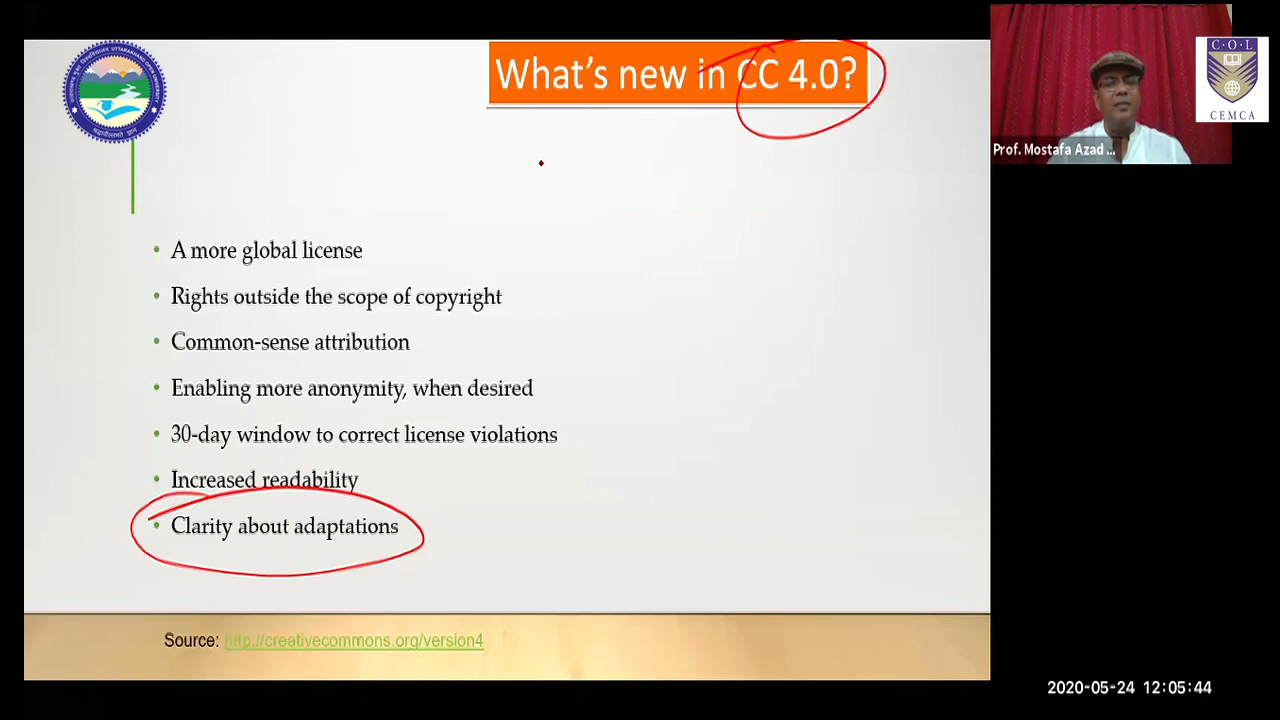 What's new in CC 4.0?
C·O·L
CEMCA
Prof. Mostafa Azad ...
• A more global license
• Rights outside the scope of copyright
• Common-sense attribution
• Enabling more anonymity, when desired
• 30-day window to correct license violations
• Increased readability
• Clarity about adaptations
Source: http://creativecommons.org/version4
2020-05-24 12:05:44